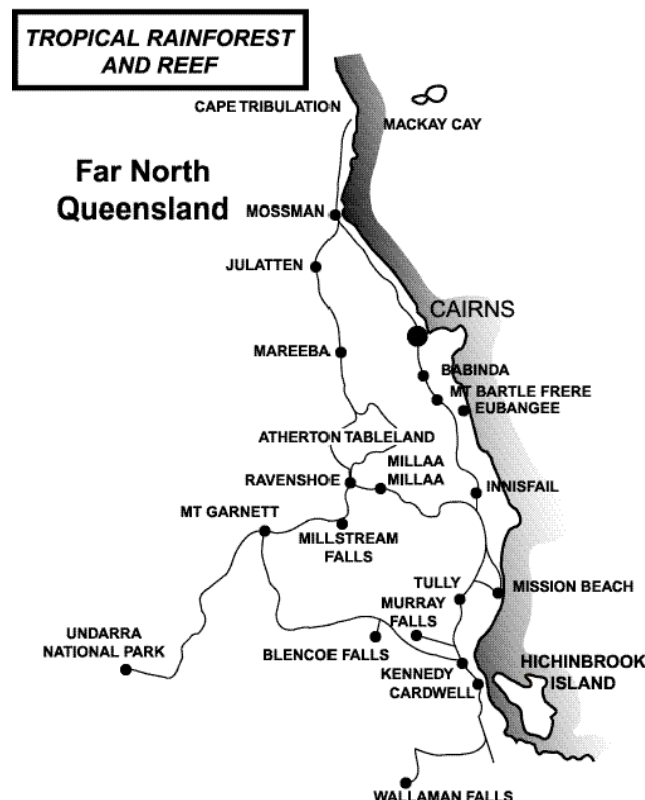 TROPICAL RAINFOREST
AND REEF
CAPE TRIBULATION
MACKAY CAY
Far North
Queensland
MOSSMAN
JULATTEN
CAIRNS
MAREEBA
BABINDA
MT BARTLE FRERE
EUBANGEE
ATHERTON TABLELAND
MILLAA
MILLAA
RAVENSHOE
INNISFAIL
MT GARNETT
MILLSTREAM
FALLS
TULLY
MISSION BEACH
MURRAY
FALLS
UNDARRA
NATIONAL PARK
BLENCOE FALLS
HICHINBROOK
ISLAND
KENNEDY
CARDWELL
WALLAMAN FALLS